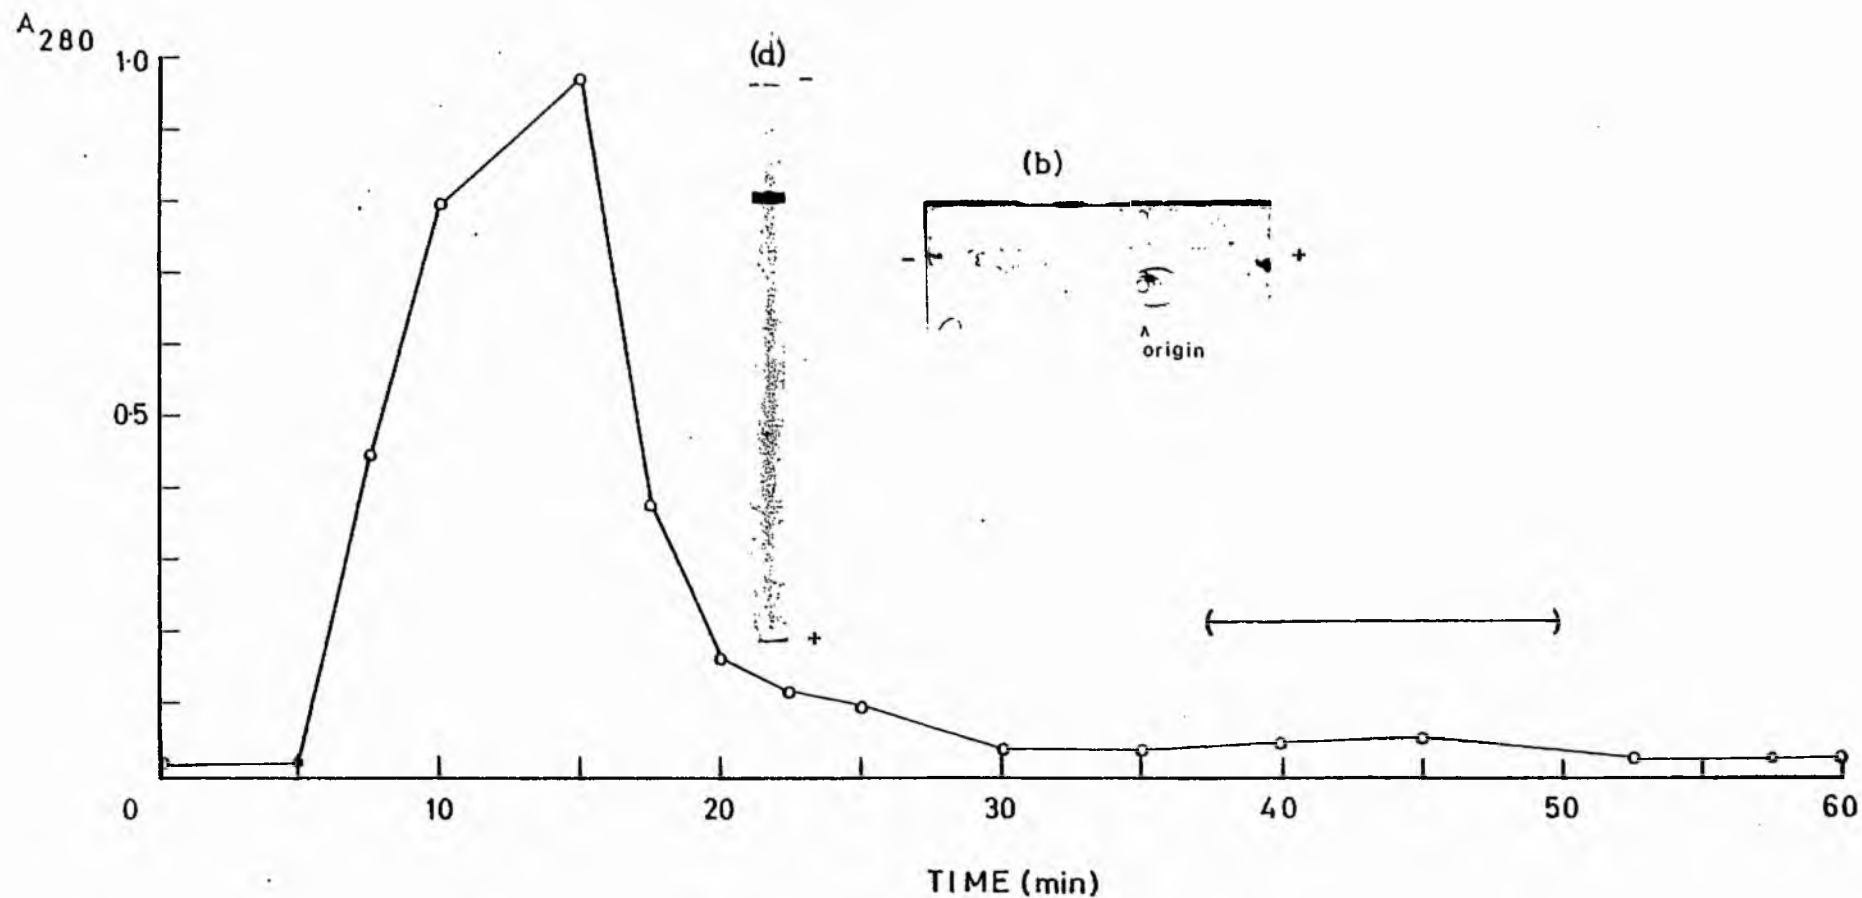 A280
1·0
(d)
−
(b)
− +
∧
origin
0·5
+
0 10 20 30 40 50 60
TIME (min)